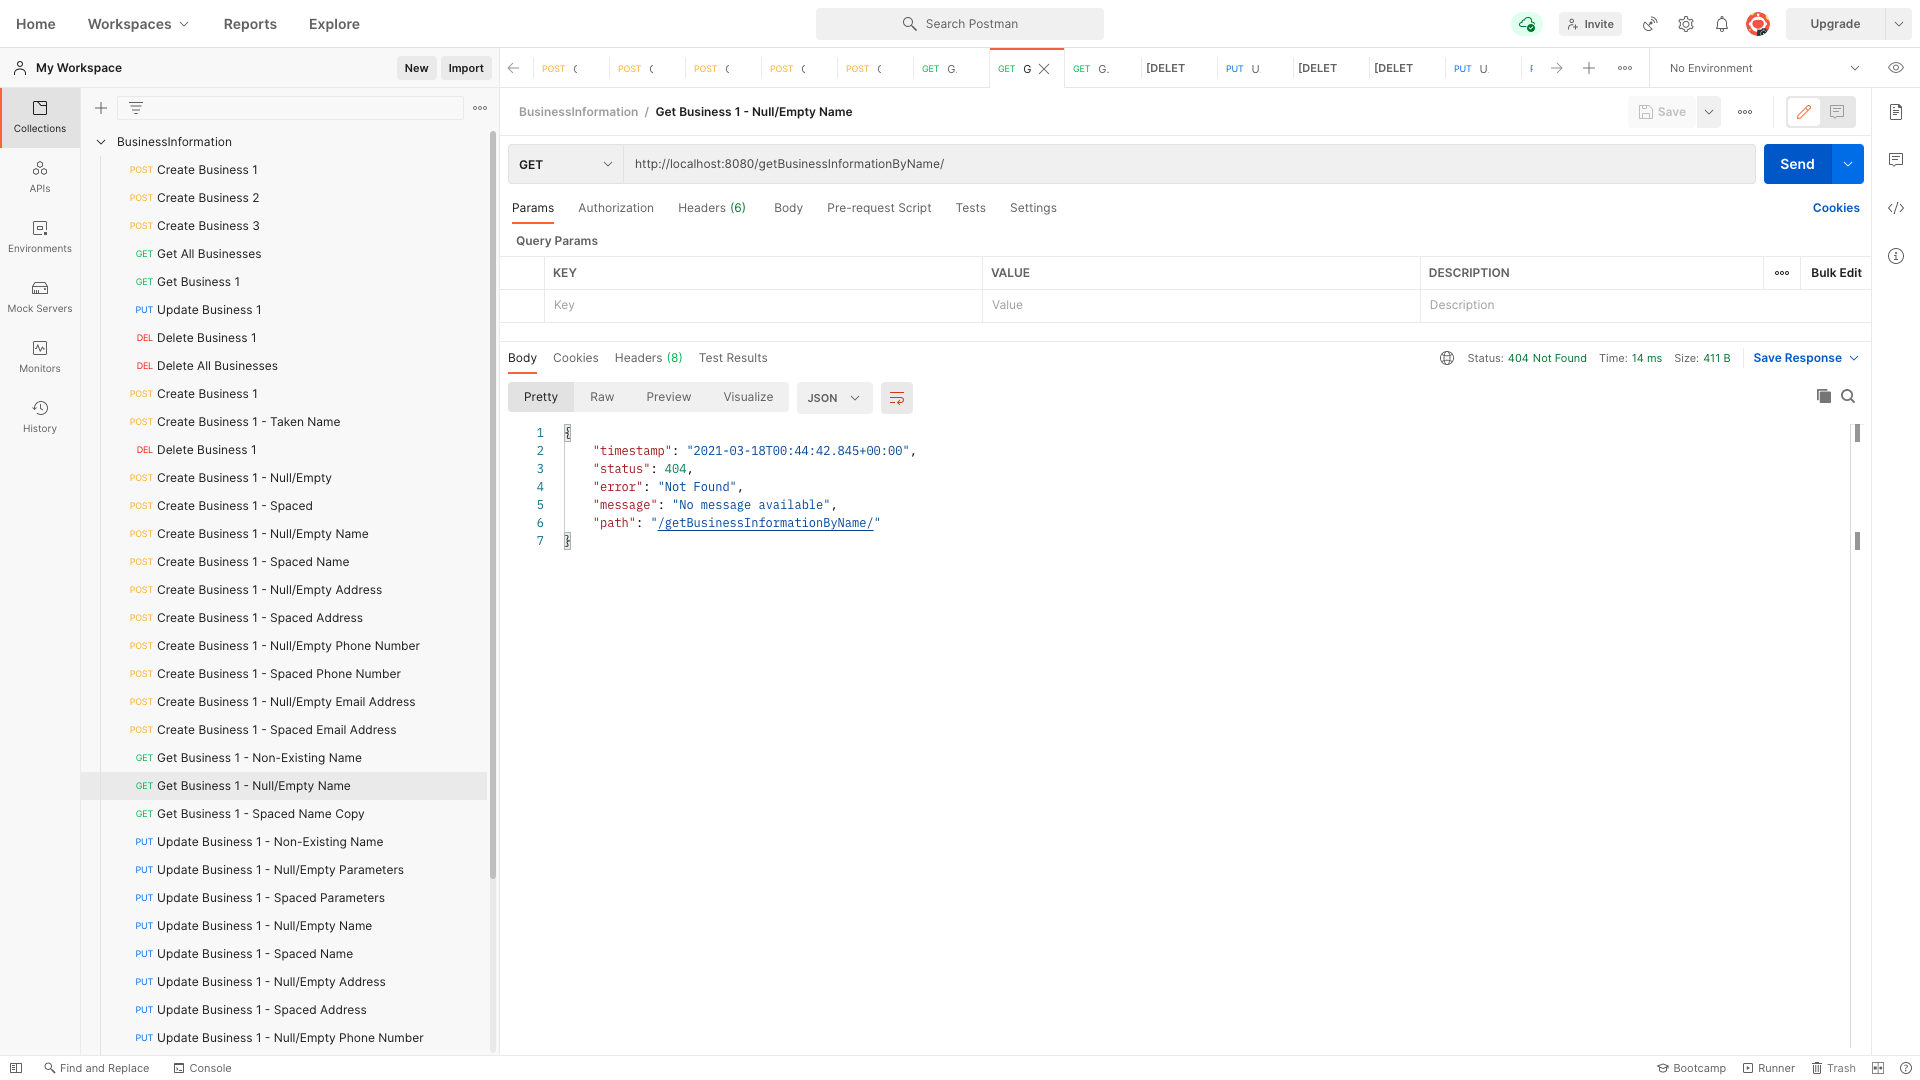 Home Workspaces Reports Explore Search Postman Invite Upgrade
My Workspace New Import POST POST POST POST POST GET G. GET G GET G. [DELET PUT U [DELET [DELET PUT U No Environment
Collections
APIs
Environments
Mock Servers
Monitors
History
BusinessInformation
POST Create Business 1
POST Create Business 2
POST Create Business 3
GET Get All Businesses
GET Get Business 1
PUT Update Business 1
DEL Delete Business 1
DEL Delete All Businesses
POST Create Business 1
POST Create Business 1 - Taken Name
DEL Delete Business 1
POST Create Business 1 - Null/Empty
POST Create Business 1 - Spaced
POST Create Business 1 - Null/Empty Name
POST Create Business 1 - Spaced Name
POST Create Business 1 - Null/Empty Address
POST Create Business 1 - Spaced Address
POST Create Business 1 - Null/Empty Phone Number
POST Create Business 1 - Spaced Phone Number
POST Create Business 1 - Null/Empty Email Address
POST Create Business 1 - Spaced Email Address
GET Get Business 1 - Non-Existing Name
GET Get Business 1 - Null/Empty Name
GET Get Business 1 - Spaced Name Copy
PUT Update Business 1 - Non-Existing Name
PUT Update Business 1 - Null/Empty Parameters
PUT Update Business 1 - Spaced Parameters
PUT Update Business 1 - Null/Empty Name
PUT Update Business 1 - Spaced Name
PUT Update Business 1 - Null/Empty Address
PUT Update Business 1 - Spaced Address
PUT Update Business 1 - Null/Empty Phone Number
BusinessInformation / Get Business 1 - Null/Empty Name Save
GET http://localhost:8080/getBusinessInformationByName/ Send
Params Authorization Headers (6) Body Pre-request Script Tests Settings Cookies
Query Params
KEY VALUE DESCRIPTION Bulk Edit
Key Value Description
Body Cookies Headers (8) Test Results Status: 404 Not Found Time: 14 ms Size: 411 B Save Response
Pretty Raw Preview Visualize JSON
1 {
2 "timestamp": "2021-03-18T00:44:42.845+00:00",
3 "status": 404,
4 "error": "Not Found",
5 "message": "No message available",
6 "path": "/getBusinessInformationByName/"
7 }
Find and Replace Console Bootcamp Runner Trash